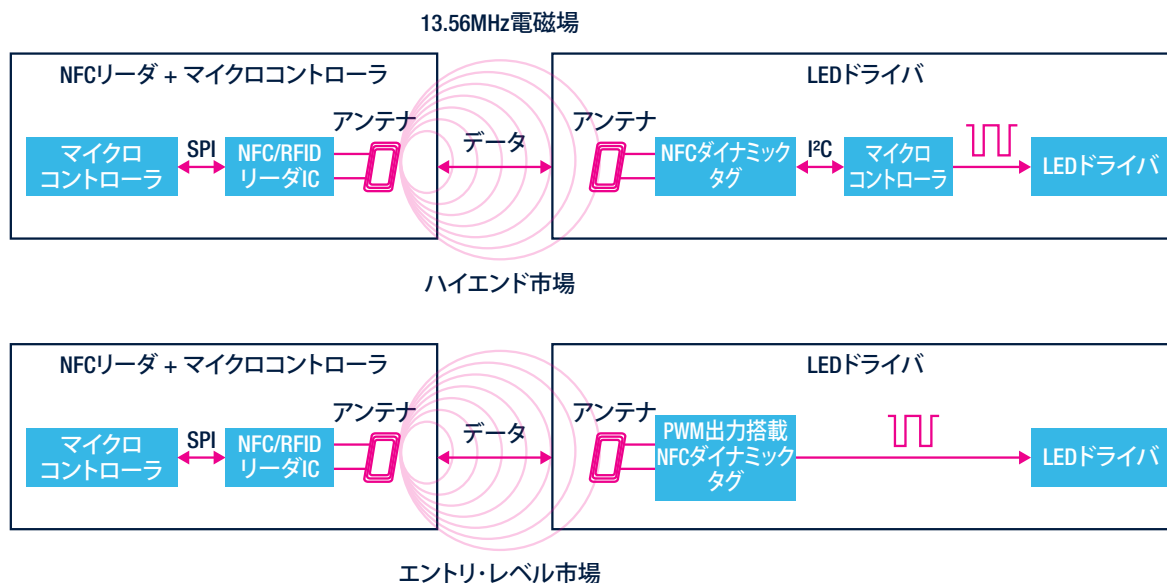 13.56MHz電磁場
NFCリーダ + マイクロコントローラ
LEDドライバ
アンテナ
データ
アンテナ
マイクロ
コントローラ
SPI
NFC/RFID
リーダIC
NFCダイナミック
タグ
I²C
マイクロ
コントローラ
LEDドライバ
ハイエンド市場
NFCリーダ + マイクロコントローラ
LEDドライバ
アンテナ
データ
アンテナ
マイクロ
コントローラ
SPI
NFC/RFID
リーダIC
PWM出力搭載
NFCダイナミック
タグ
LEDドライバ
エントリ・レベル市場